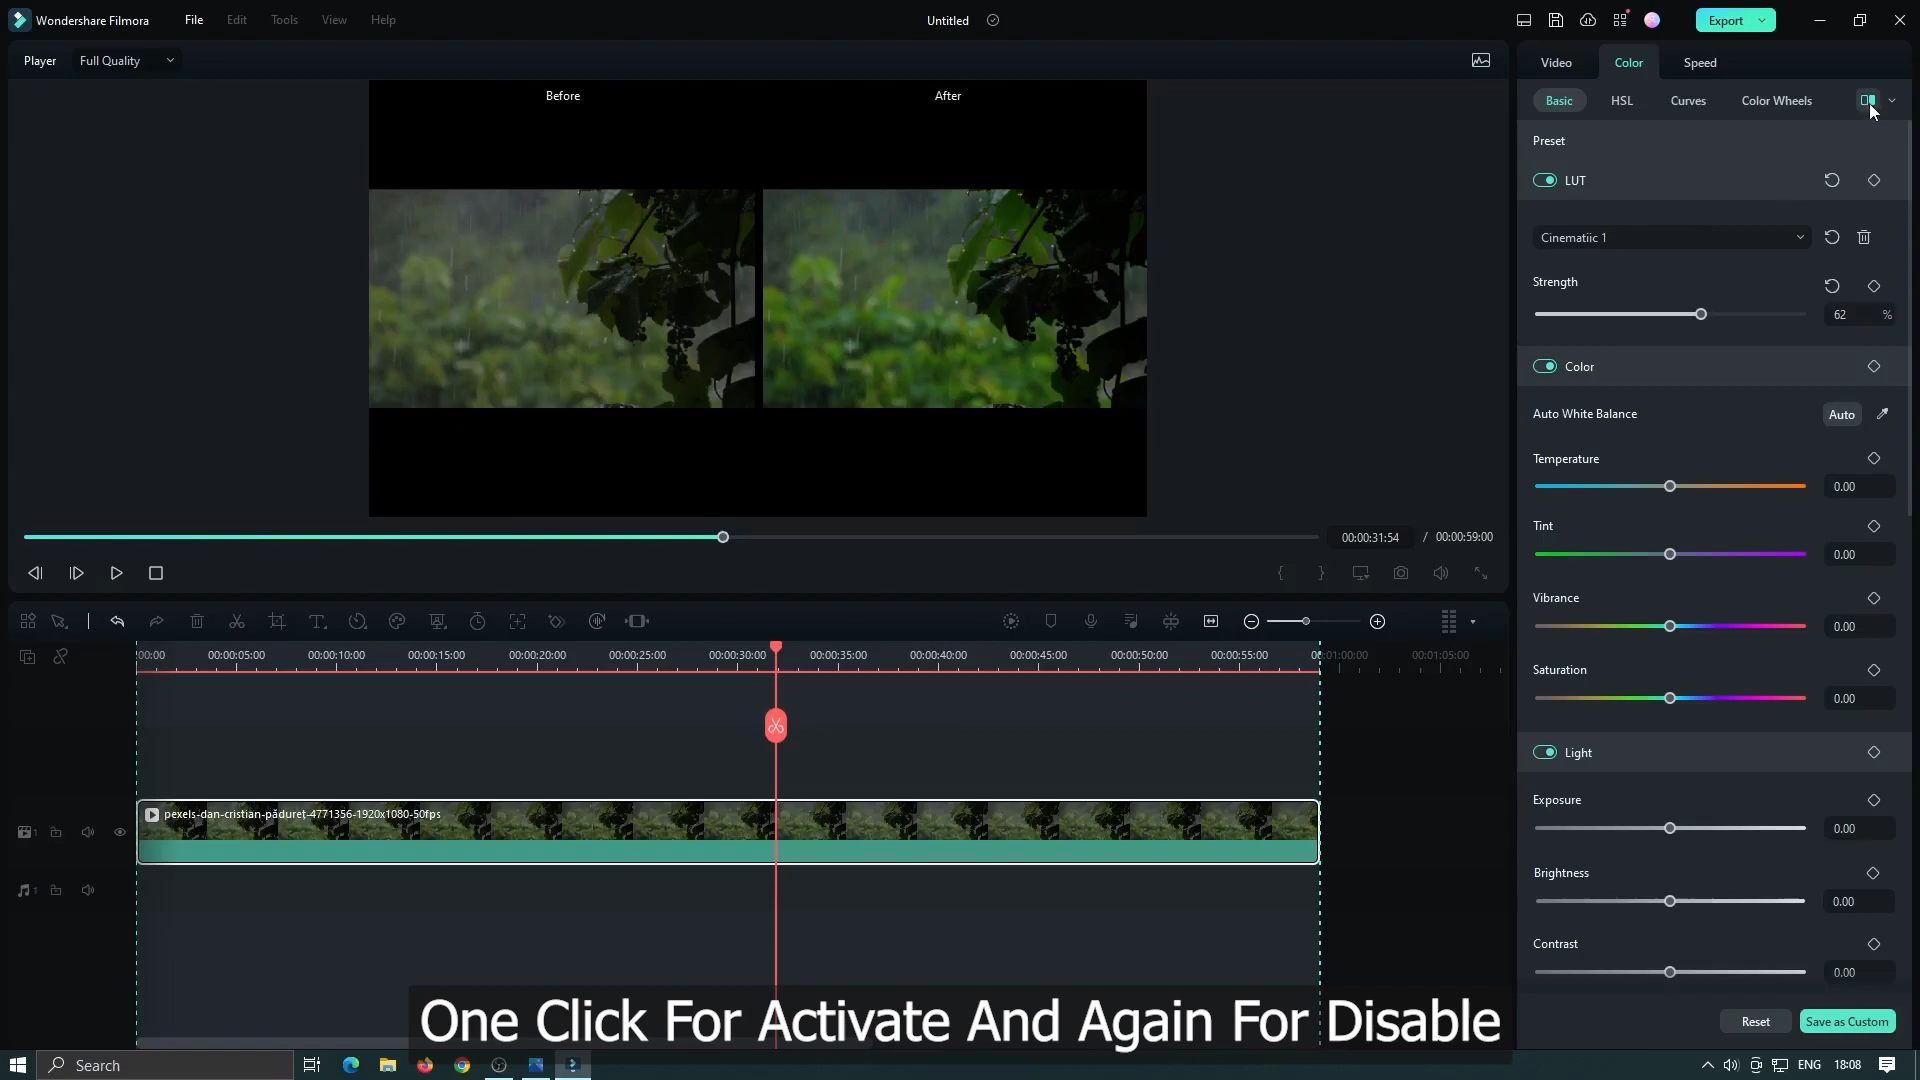 Wondershare Filmora
File
Edit
Tools
View
Help
Untitled
Export
Player
Full Quality
Video
Color
Speed
Basic
HSL
Curves
Color Wheels
Before
After
Preset
LUT
Cinematiic 1
Strength
62
%
Color
Auto White Balance
Auto
Temperature
0.00
Tint
0.00
Vibrance
0.00
Saturation
0.00
Light
Exposure
0.00
Brightness
0.00
Contrast
0.00
Reset
Save as Custom
00:00:31:54
/
00:00:59:00
00:00
00:00:05:00
00:00:10:00
00:00:15:00
00:00:20:00
00:00:25:00
00:00:30:00
00:00:35:00
00:00:40:00
00:00:45:00
00:00:50:00
00:00:55:00
00:01:00:00
00:01:05:00
1
pexels-dan-cristian-pădureț-4771356-1920x1080-50fps
1
One Click For Activate And Again For Disable
Search
ENG
18:08